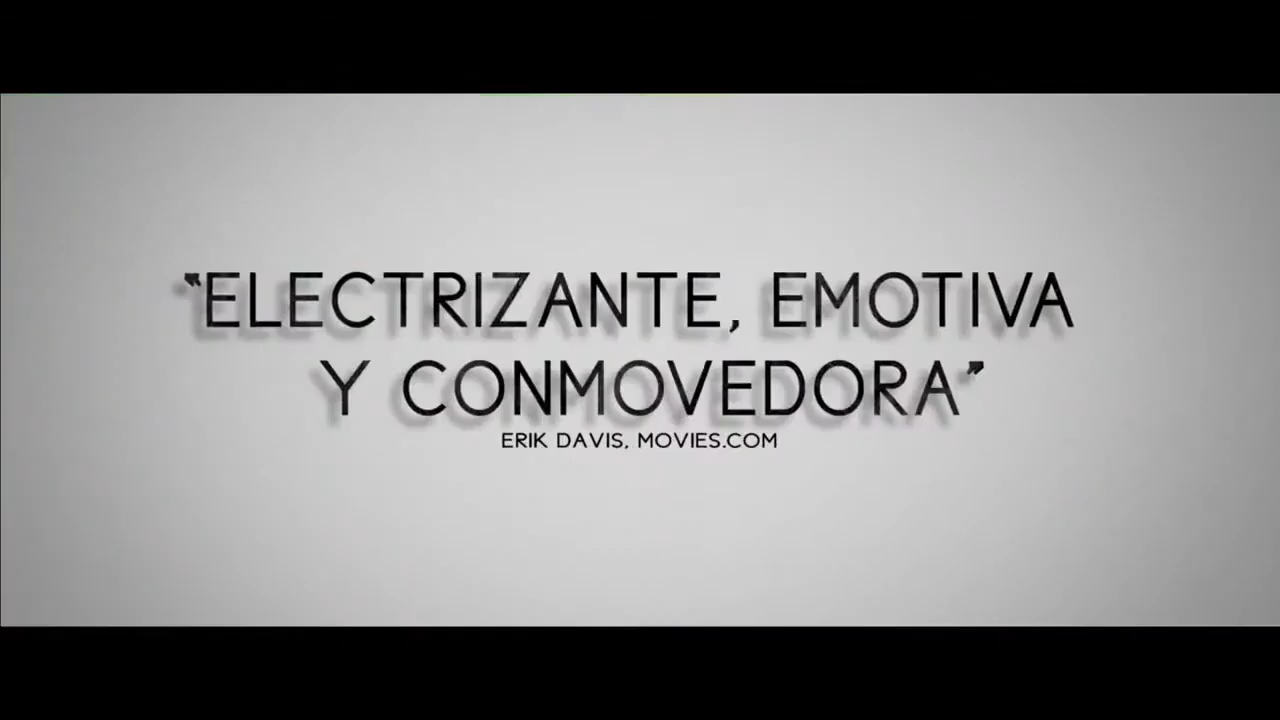 "ELECTRIZANTE, EMOTIVA
Y CONMOVEDORA"
ERIK DAVIS, MOVIES.COM